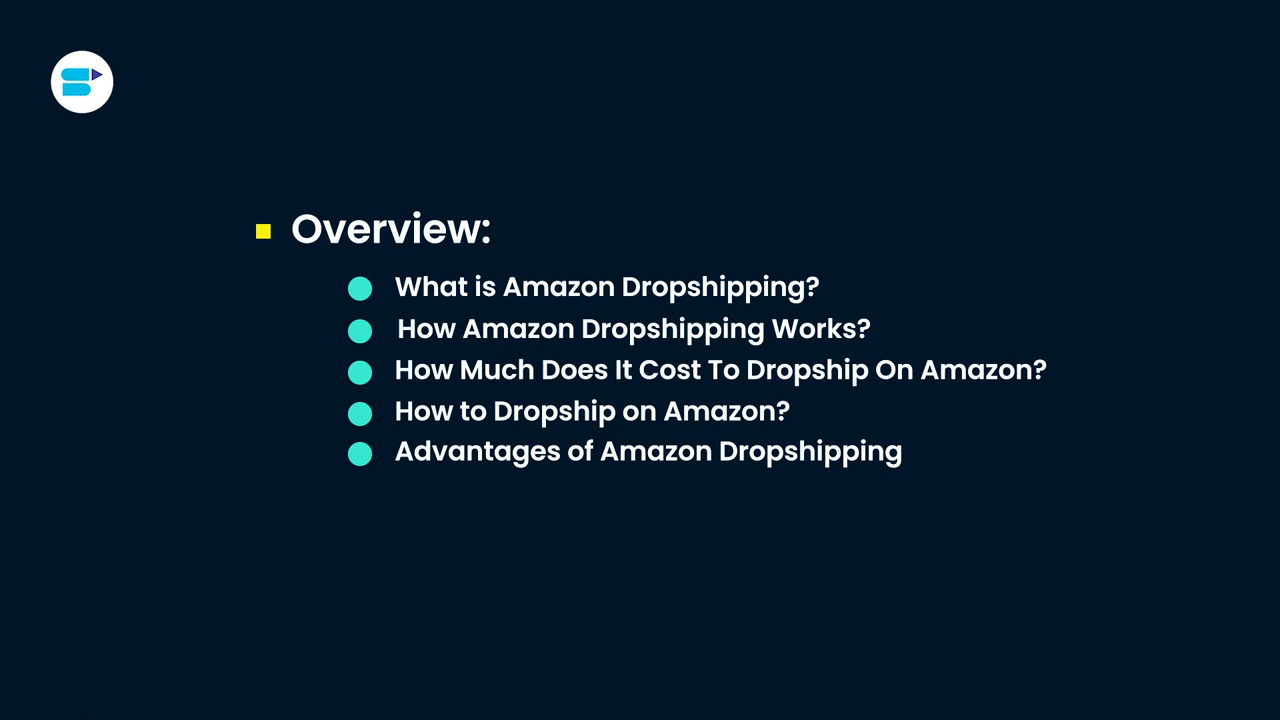 Overview:
What is Amazon Dropshipping?
How Amazon Dropshipping Works?
How Much Does It Cost To Dropship On Amazon?
How to Dropship on Amazon?
Advantages of Amazon Dropshipping